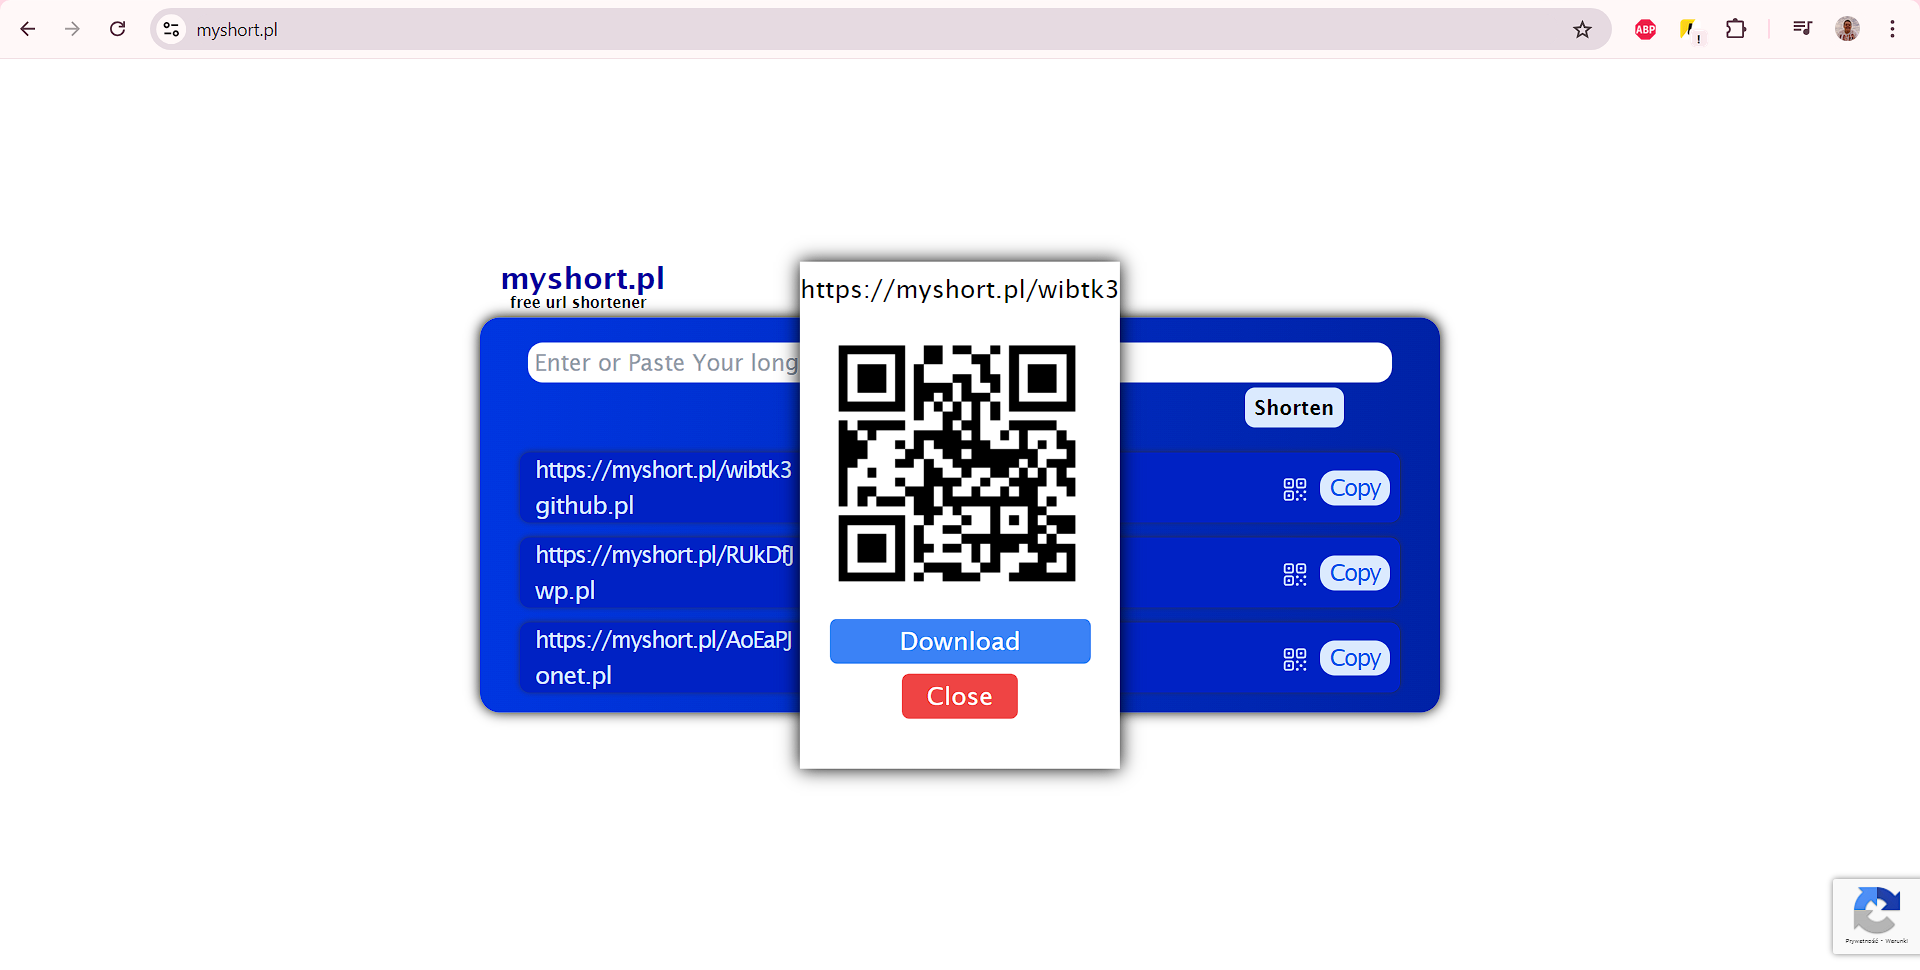 myshort.pl
ABP
!
myshort.pl
free url shortener
https://myshort.pl/wibtk3
Enter or Paste Your long
Shorten
https://myshort.pl/wibtk3
github.pl
Copy
https://myshort.pl/RUkDfJ
wp.pl
Copy
https://myshort.pl/AoEaPJ
onet.pl
Copy
Download
Close
Prywatność - Warunki